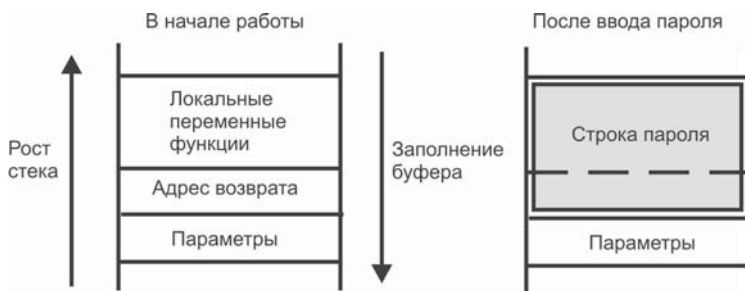 В начале работы
После ввода пароля
Рост
стека
Локальные
переменные
функции
Адрес возврата
Параметры
Заполнение
буфера
Строка пароля
Параметры